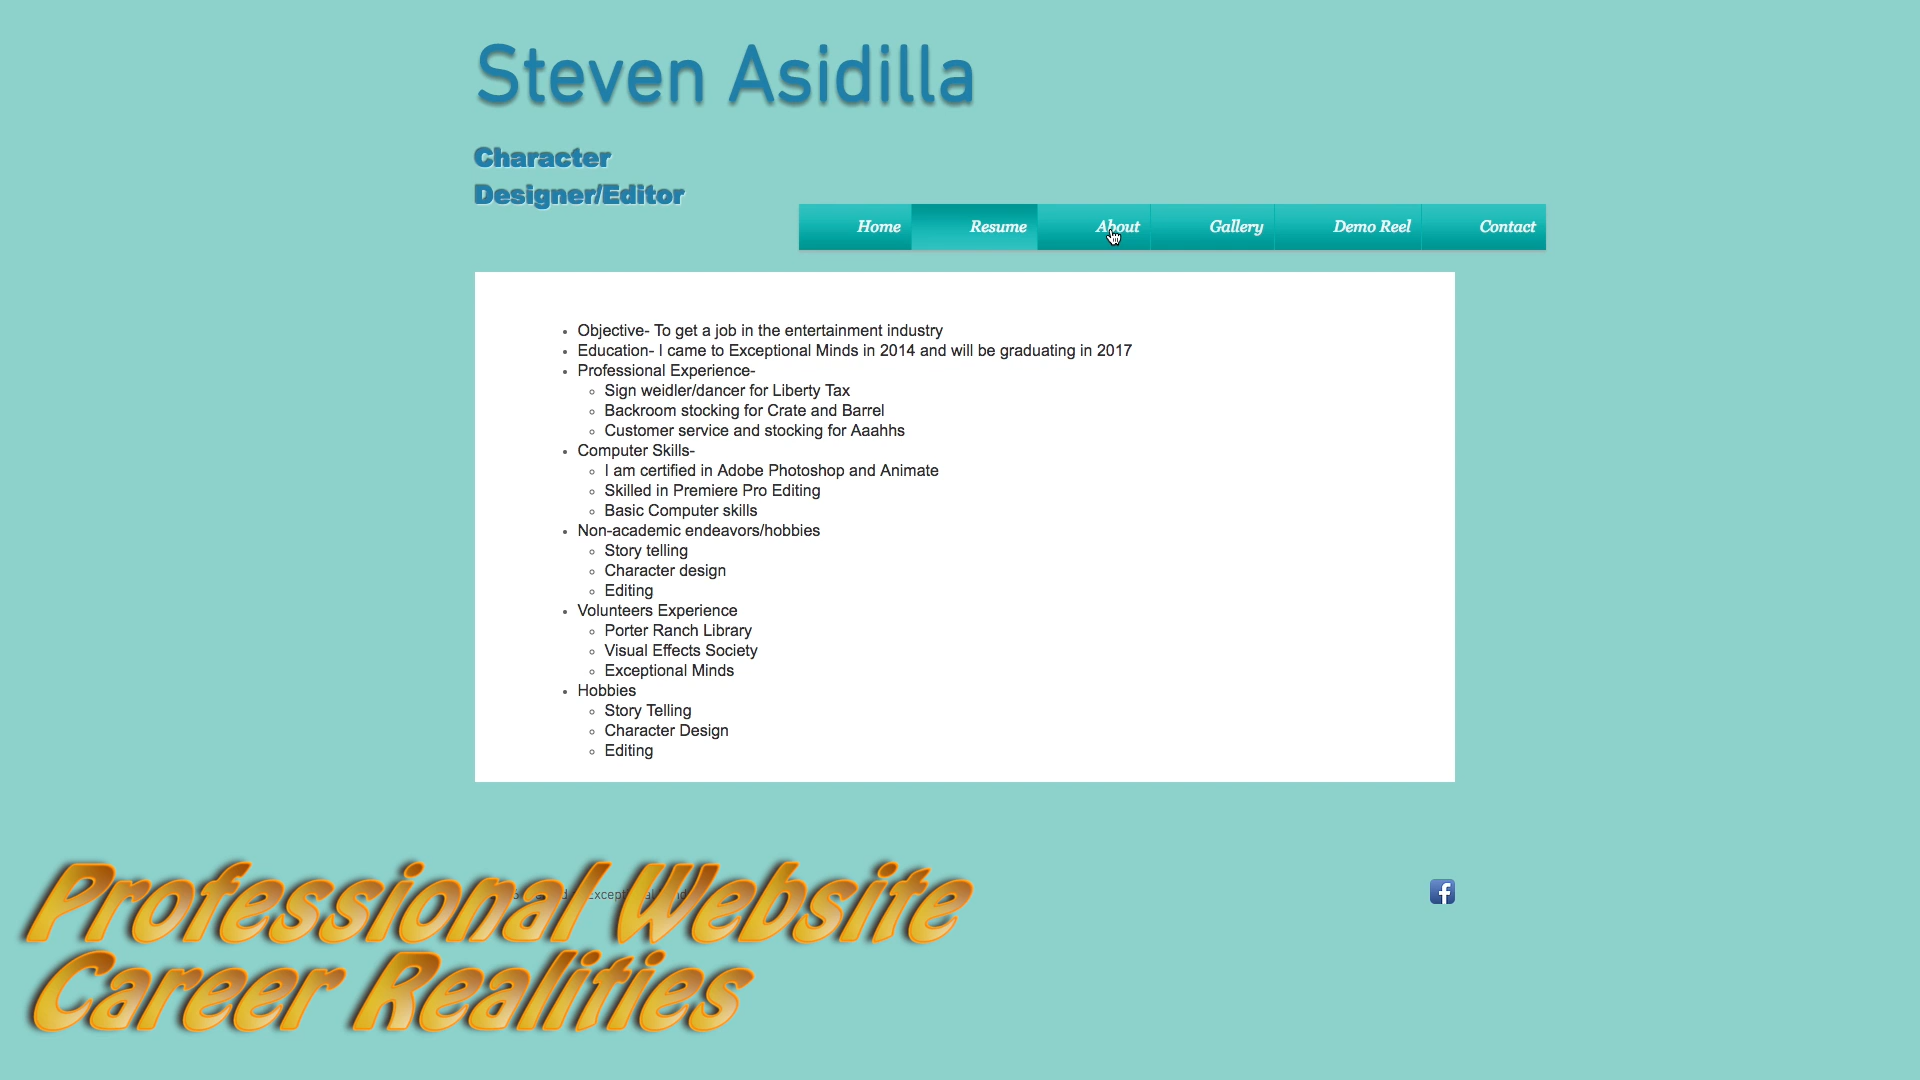 Steven Asidilla
Character
Designer/Editor
Home Resume About Gallery Demo Reel Contact
Objective- To get a job in the entertainment industry
Education- I came to Exceptional Minds in 2014 and will be graduating in 2017
Professional Experience-
Sign weidler/dancer for Liberty Tax
Backroom stocking for Crate and Barrel
Customer service and stocking for Aaahhs
Computer Skills-
I am certified in Adobe Photoshop and Animate
Skilled in Premiere Pro Editing
Basic Computer skills
Non-academic endeavors/hobbies
Story telling
Character design
Editing
Volunteers Experience
Porter Ranch Library
Visual Effects Society
Exceptional Minds
Hobbies
Story Telling
Character Design
Editing
Professional Website
Career Realities